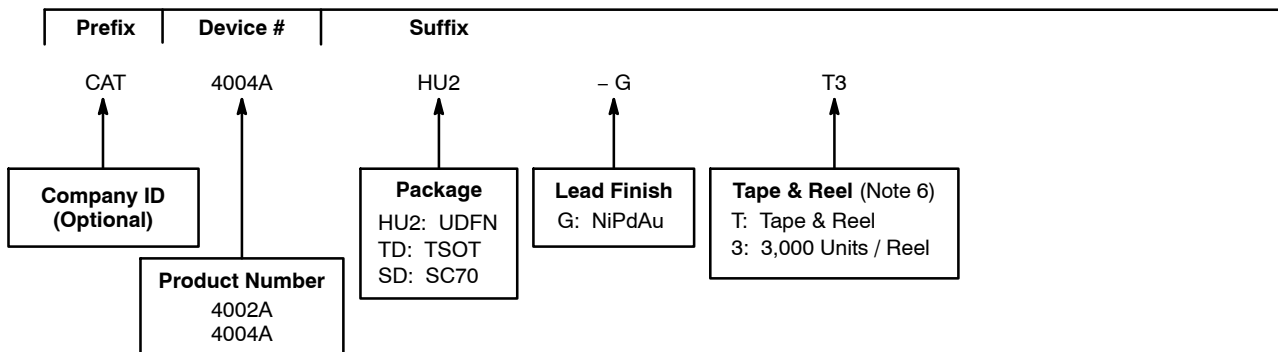 Prefix Device # Suffix
CAT 4004A HU2 – G T3
Company ID
(Optional)
Product Number
4002A
4004A
Package
HU2: UDFN
TD: TSOT
SD: SC70
Lead Finish
G: NiPdAu
Tape & Reel (Note 6)
T: Tape & Reel
3: 3,000 Units / Reel